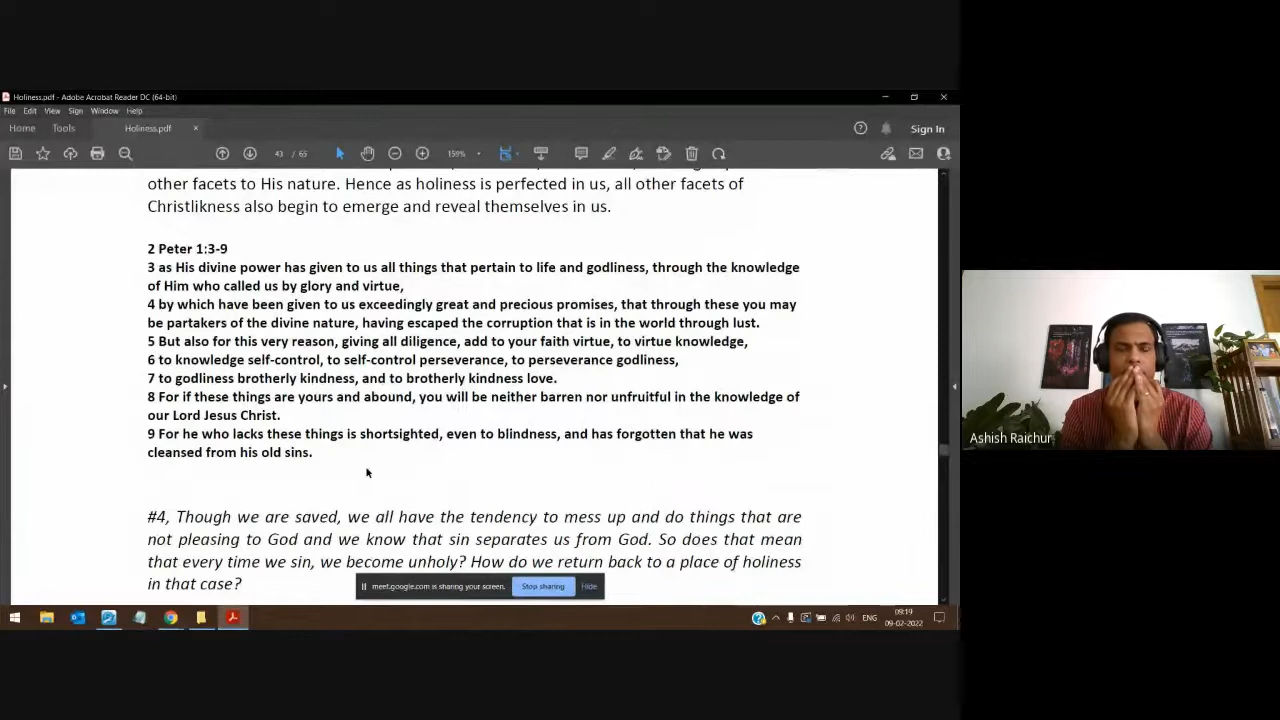 Holiness.pdf - Adobe Acrobat Reader DC (64-bit)
File Edit View Sign Window Help
Home Tools Holiness.pdf × Sign In
43 / 65 159%
other facets to His nature. Hence as holiness is perfected in us, all other facets of
Christlikness also begin to emerge and reveal themselves in us.
2 Peter 1:3-9
3 as His divine power has given to us all things that pertain to life and godliness, through the knowledge
of Him who called us by glory and virtue,
4 by which have been given to us exceedingly great and precious promises, that through these you may
be partakers of the divine nature, having escaped the corruption that is in the world through lust.
5 But also for this very reason, giving all diligence, add to your faith virtue, to virtue knowledge,
6 to knowledge self-control, to self-control perseverance, to perseverance godliness,
7 to godliness brotherly kindness, and to brotherly kindness love.
8 For if these things are yours and abound, you will be neither barren nor unfruitful in the knowledge of
our Lord Jesus Christ.
9 For he who lacks these things is shortsighted, even to blindness, and has forgotten that he was
cleansed from his old sins.
Ashish Raichur
#4, Though we are saved, we all have the tendency to mess up and do things that are
not pleasing to God and we know that sin separates us from God. So does that mean
that every time we sin, we become unholy? How do we return back to a place of holiness
in that case?
meet.google.com is sharing your screen. Stop sharing Hide
ENG 09:19
09-02-2022